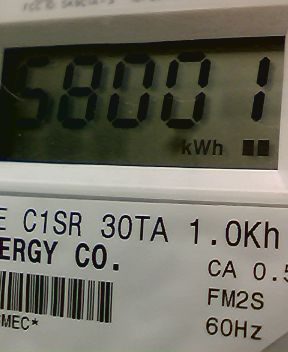 58001
kWh
E C1SR 30TA 1.0Kh
ERGY CO.
CA 0.5
FM2S
MEC*
60Hz